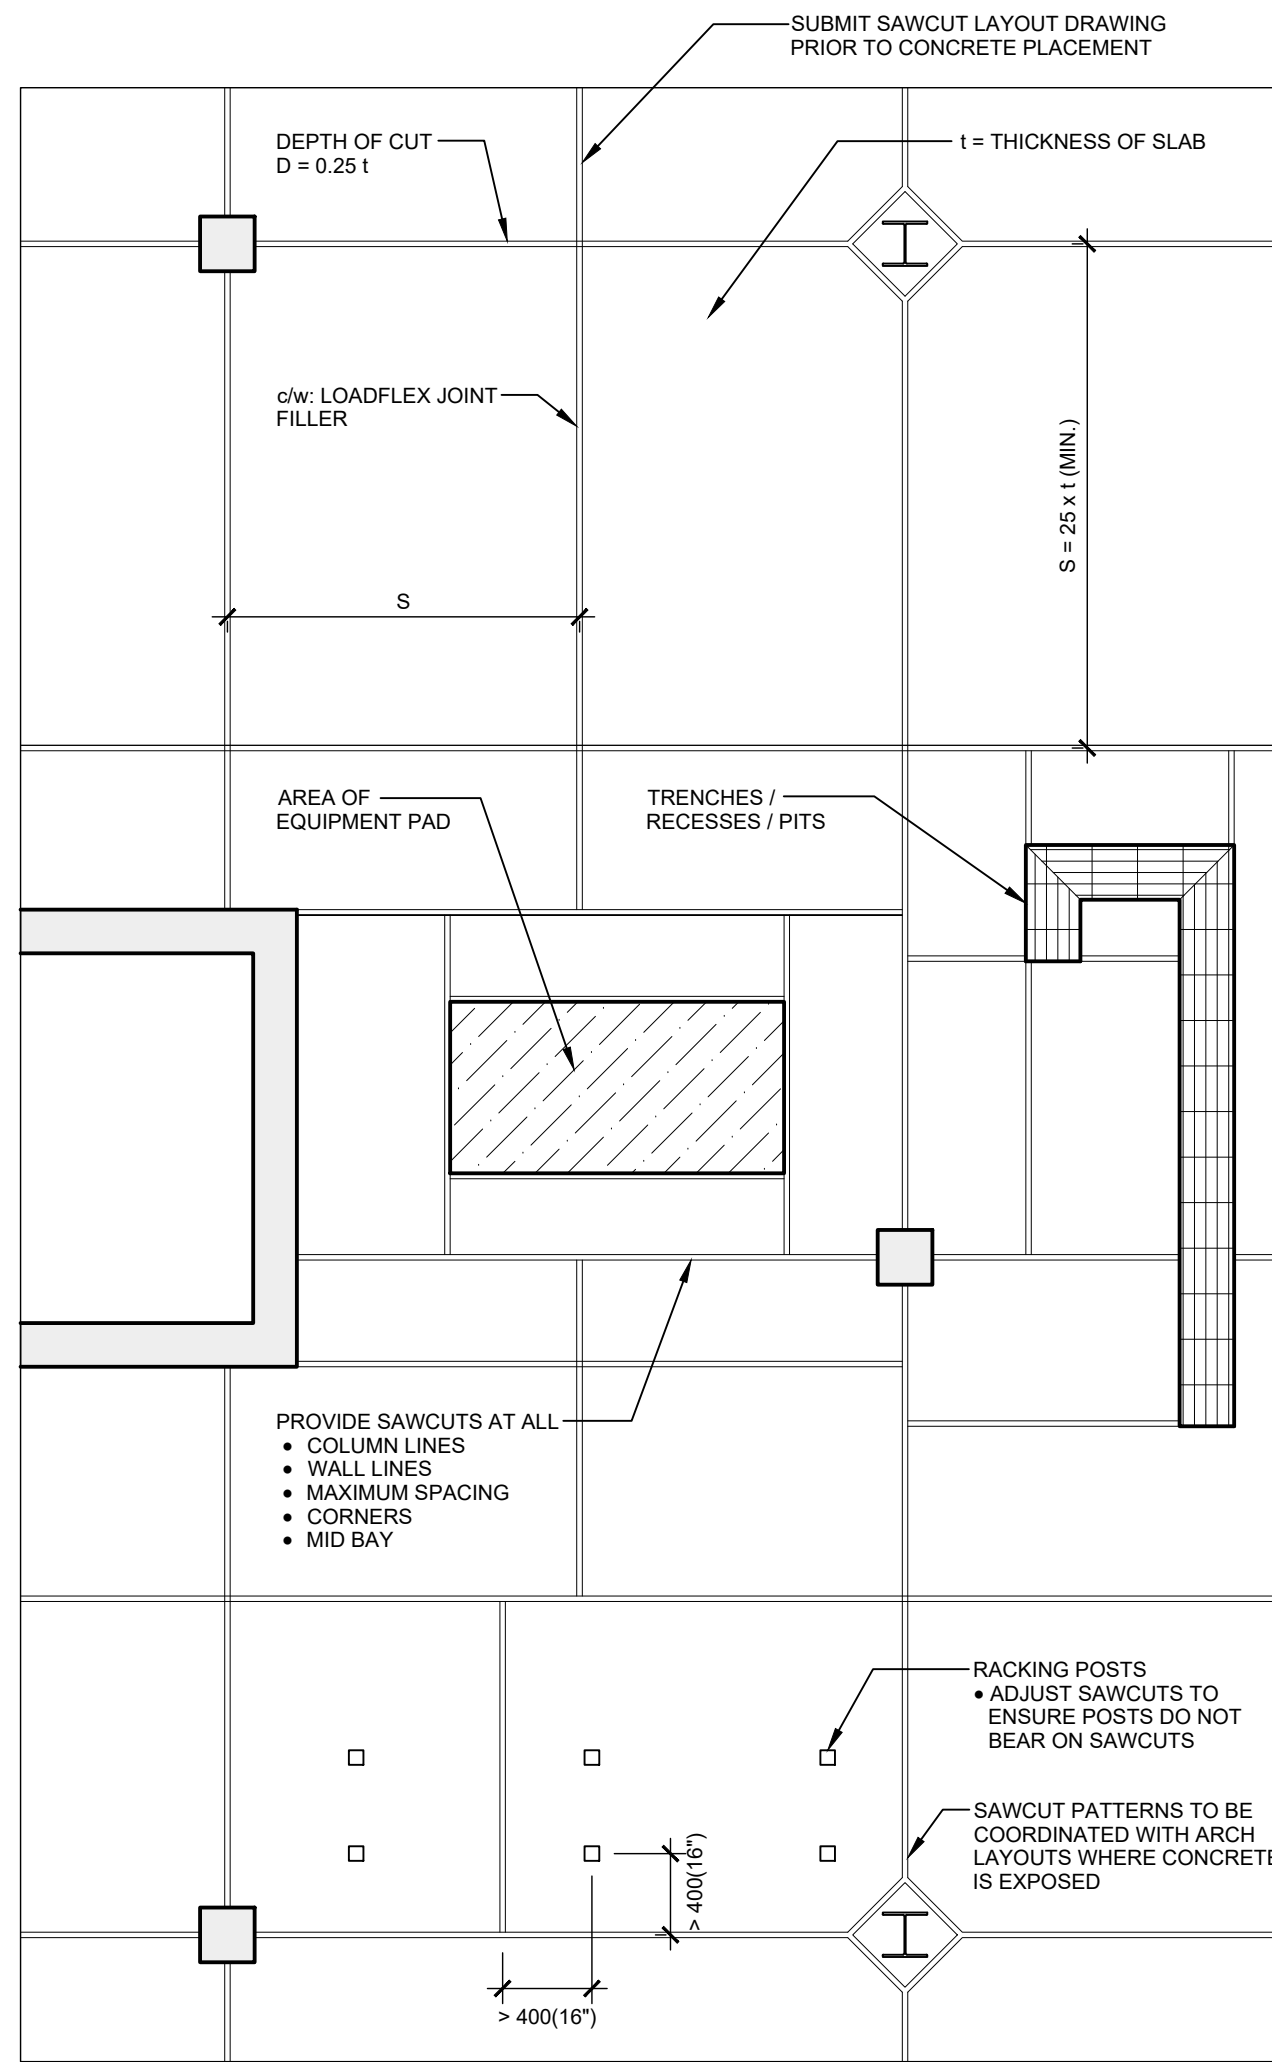 SUBMIT SAWCUT LAYOUT DRAWING
PRIOR TO CONCRETE PLACEMENT
DEPTH OF CUT
D = 0.25 t
t = THICKNESS OF SLAB
c/w: LOADFLEX JOINT
FILLER
S = 25 x t (MIN.)
S
AREA OF
EQUIPMENT PAD
TRENCHES /
RECESSES / PITS
PROVIDE SAWCUTS AT ALL
• COLUMN LINES
• WALL LINES
• MAXIMUM SPACING
• CORNERS
• MID BAY
RACKING POSTS
• ADJUST SAWCUTS TO
ENSURE POSTS DO NOT
BEAR ON SAWCUTS
SAWCUT PATTERNS TO BE
COORDINATED WITH ARCH
LAYOUTS WHERE CONCRETE
IS EXPOSED
> 400(16")
> 400(16")